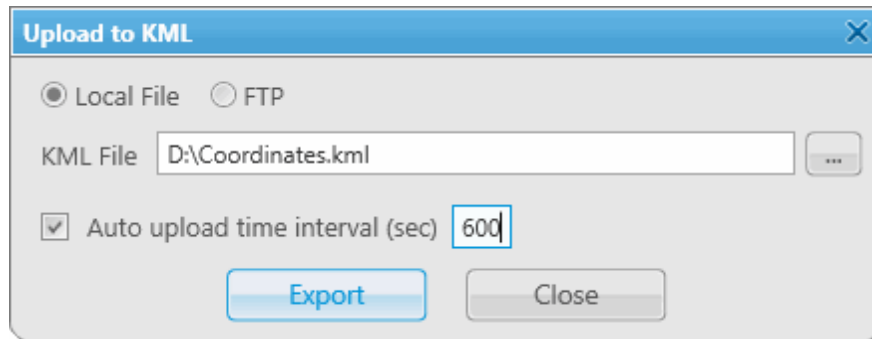 Upload to KML
Local File FTP
KML File D:\Coordinates.kml ...
Auto upload time interval (sec) 600
Export Close